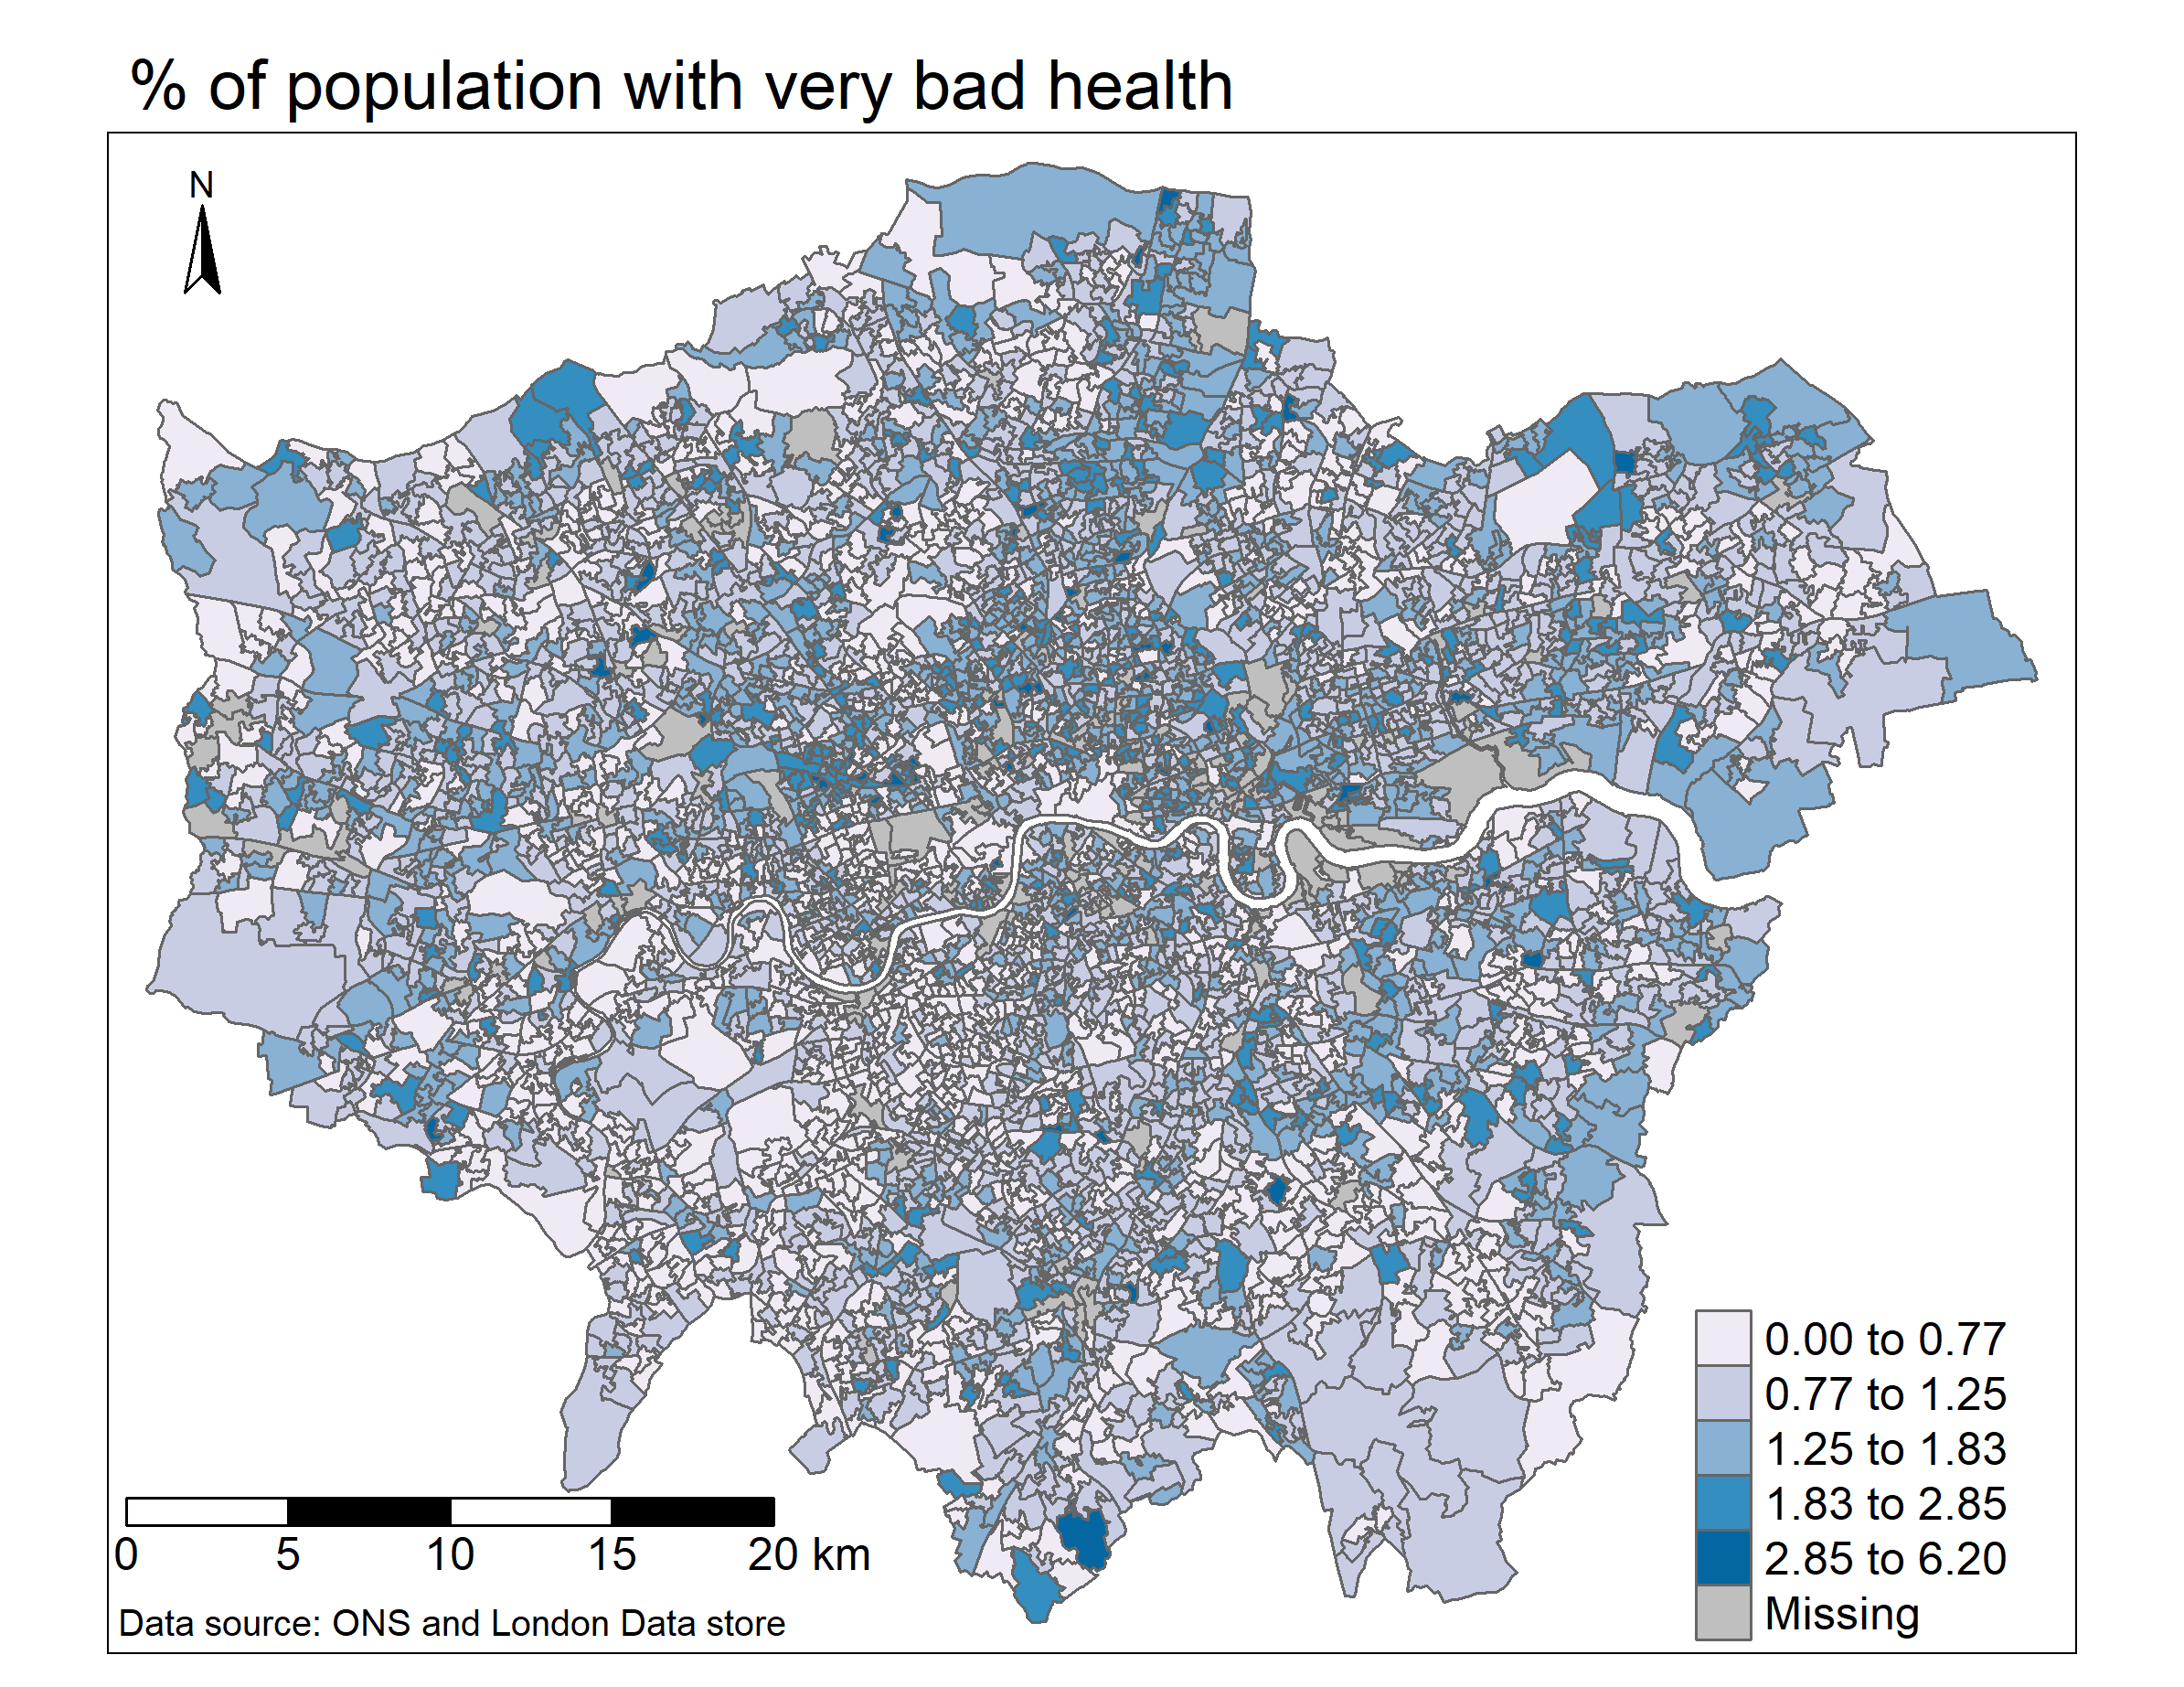 % of population with very bad health
N
0.00 to 0.77
0.77 to 1.25
1.25 to 1.83
1.83 to 2.85
2.85 to 6.20
Missing
0 5 10 15 20 km
Data source: ONS and London Data store